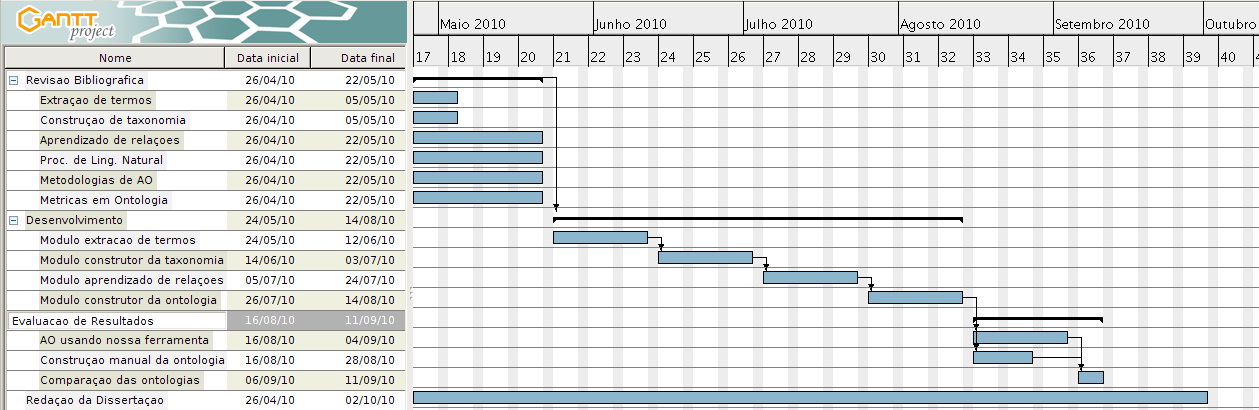 GANTT
project
Maio 2010 Junho 2010 Julho 2010 Agosto 2010 Setembro 2010 Outubro
Nome Data inicial Data final
17 18 19 20 21 22 23 24 25 26 27 28 29 30 31 32 33 34 35 36 37 38 39 40
Revisao Bibliografica 26/04/10 22/05/10
Extraçao de termos 26/04/10 05/05/10
Construçao de taxonomia 26/04/10 05/05/10
Aprendizado de relaçoes 26/04/10 22/05/10
Proc. de Ling. Natural 26/04/10 22/05/10
Metodologias de AO 26/04/10 22/05/10
Metricas em Ontologia 26/04/10 22/05/10
Desenvolvimento 24/05/10 14/08/10
Modulo extracao de termos 24/05/10 12/06/10
Modulo construtor da taxonomia 14/06/10 03/07/10
Modulo aprendizado de relaçoes 05/07/10 24/07/10
Modulo construtor da ontologia 26/07/10 14/08/10
Evaluacao de Resultados 16/08/10 11/09/10
AO usando nossa ferramenta 16/08/10 04/09/10
Construçao manual da ontologia 16/08/10 28/08/10
Comparaçao das ontologias 06/09/10 11/09/10
Redaçao da Dissertaçao 26/04/10 02/10/10